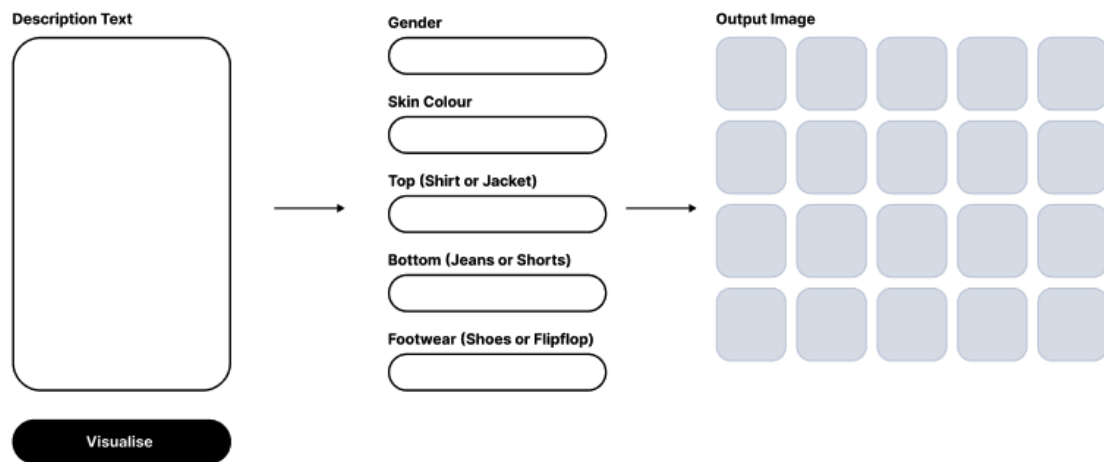 Description Text
Visualise
Gender
Skin Colour
Top (Shirt or Jacket)
Bottom (Jeans or Shorts)
Footwear (Shoes or Flipflop)
Output Image